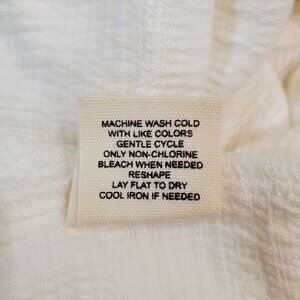 MACHINE WASH COLD
WITH LIKE COLORS
GENTLE CYCLE
ONLY NON-CHLORINE
BLEACH WHEN NEEDED
RESHAPE
LAY FLAT TO DRY
COOL IRON IF NEEDED